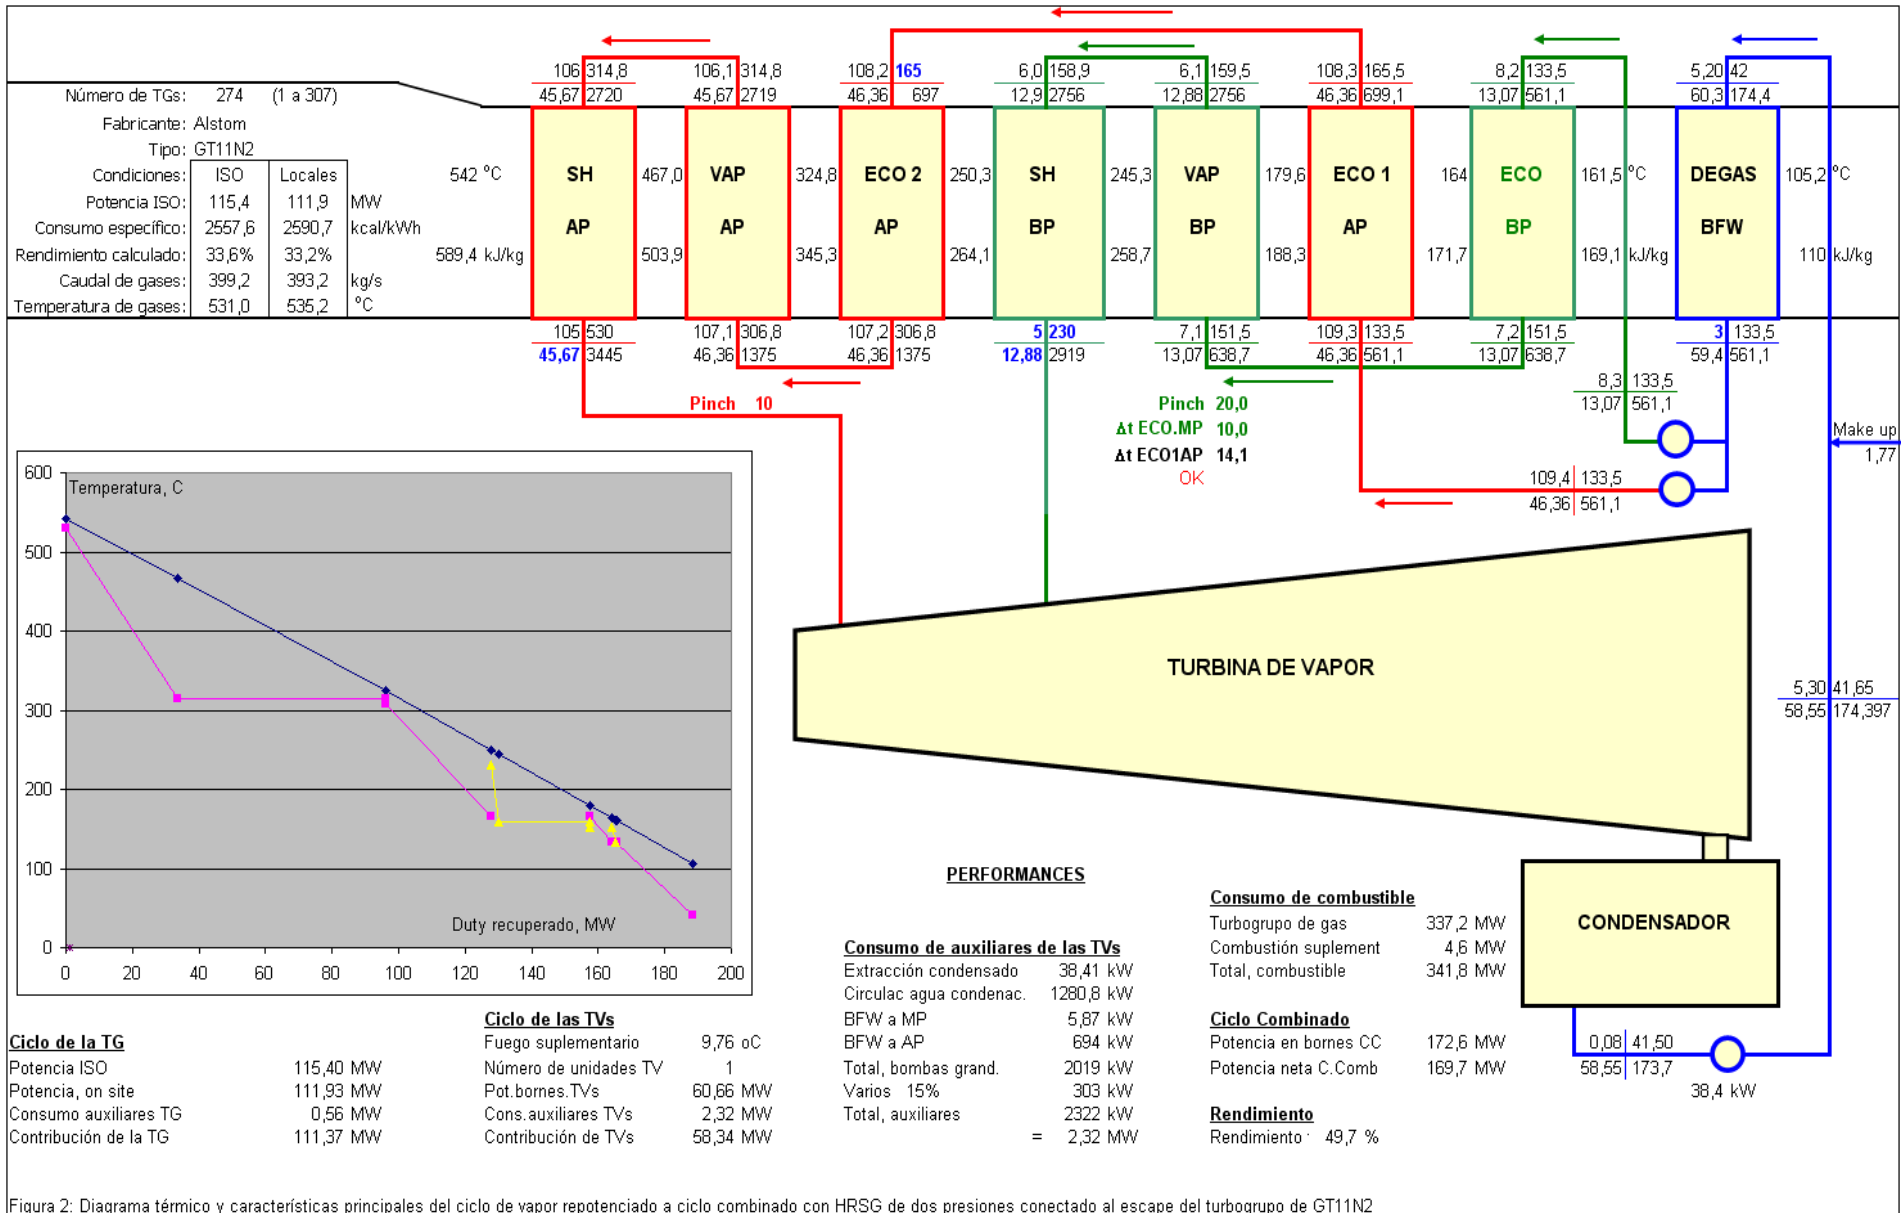 106 314,8 106,1 314,8 108,2 165 6,0 158,9 6,1 159,5 108,3 165,5 8,2 133,5 5,20 42
45,67 2720 45,67 2719 46,36 697 12,9 2756 12,88 2756 46,36 699,1 13,07 561,1 60,3 174,4
Número de TGs: 274 (1 a 307)
Fabricante: Alstom
Tipo: GT11N2
Condiciones: ISO Locales
Potencia ISO: 115,4 111,9 MW
Consumo específico: 2557,6 2590,7 kcal/kWh
Rendimiento calculado: 33,6% 33,2%
Caudal de gases: 399,2 393,2 kg/s
Temperatura de gases: 531,0 535,2 ºC
542 ºC SH 467,0 VAP 324,8 ECO 2 250,3 SH 245,3 VAP 179,6 ECO 1 164 ECO 161,5 ºC DEGAS 105,2 ºC
AP AP AP BP BP AP BP BFW
589,4 kJ/kg 503,9 345,3 264,1 258,7 188,3 171,7 169,1 kJ/kg 110 kJ/kg
105 530 107,1 306,8 107,2 306,8 5 230 7,1 151,5 109,3 133,5 7,2 151,5 3 133,5
45,67 3445 46,36 1375 46,36 1375 12,88 2919 13,07 638,7 46,36 561,1 13,07 638,7 59,4 561,1
8,3 133,5
13,07 561,1
Pinch 10
Pinch 20,0
Δt ECO.MP 10,0
Δt ECO1AP 14,1
OK
Make up
1,77
109,4 133,5
46,36 561,1
Temperatura, C
600
500
400
300
200
100
0
Duty recuperado, MW
0 20 40 60 80 100 120 140 160 180 200
TURBINA DE VAPOR
5,30 41,65
58,55 174,397
CONDENSADOR
0,08 41,50
58,55 173,7
38,4 kW
PERFORMANCES
Ciclo de la TG
Potencia ISO 115,40 MW
Potencia, on site 111,93 MW
Consumo auxiliares TG 0,56 MW
Contribución de la TG 111,37 MW
Ciclo de las TVs
Fuego suplementario 9,76 oC
Número de unidades TV 1
Pot.bornes.TVs 60,66 MW
Cons.auxiliares TVs 2,32 MW
Contribución de TVs 58,34 MW
Consumo de auxiliares de las TVs
Extracción condensado 38,41 kW
Circulac agua condenac. 1280,8 kW
BFW a MP 5,87 kW
BFW a AP 694 kW
Total, bombas grand. 2019 kW
Varios 15% 303 kW
Total, auxiliares 2322 kW
= 2,32 MW
Consumo de combustible
Turbogrupo de gas 337,2 MW
Combustión suplement 4,6 MW
Total, combustible 341,8 MW
Ciclo Combinado
Potencia en bornes CC 172,6 MW
Potencia neta C.Comb 169,7 MW
Rendimiento
Rendimiento 49,7 %
Figura 2: Diagrama térmico y características principales del ciclo de vapor repotenciado a ciclo combinado con HRSG de dos presiones conectado al escape del turbogrupo de GT11N2